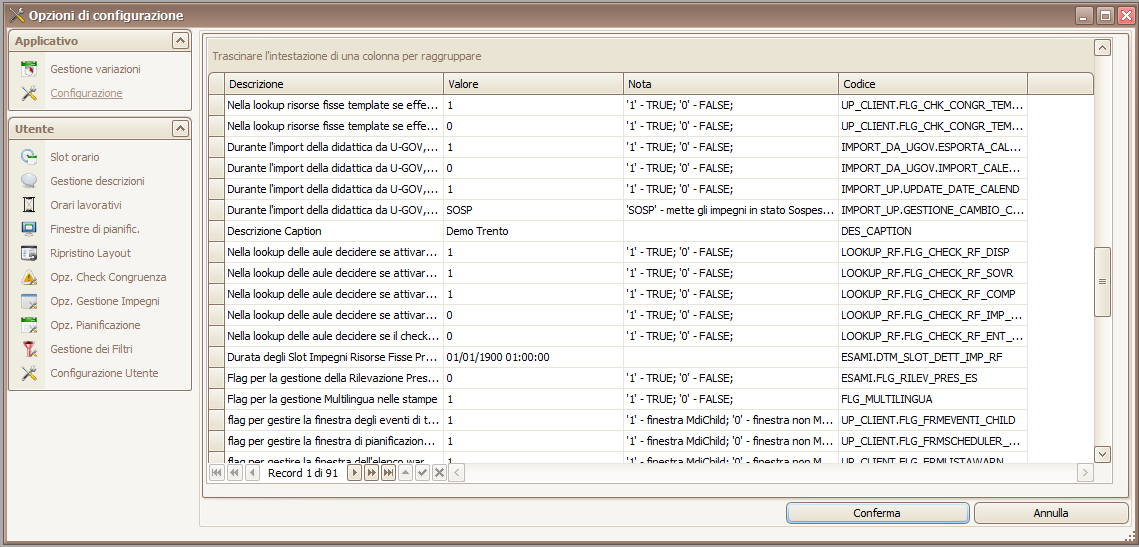 Opzioni di configurazione
Applicativo
Gestione variazioni
Configurazione
Utente
Slot orario
Gestione descrizioni
Orari lavorativi
Finestre di pianific.
Ripristino Layout
Opz. Check Congruenza
Opz. Gestione Impegni
Opz. Pianificazione
Gestione dei Filtri
Configurazione Utente
Trascinare l'intestazione di una colonna per raggruppare
Descrizione Valore Nota Codice
Nella lookup risorse fisse template se effe... 1 '1' - TRUE; '0' - FALSE; UP_CLIENT.FLG_CHK_CONGR_TEM...
Nella lookup risorse fisse template se effe... 0 '1' - TRUE; '0' - FALSE; UP_CLIENT.FLG_CHK_CONGR_TEM...
Durante l'import della didattica da U-GOV,... 1 '1' - TRUE; '0' - FALSE; IMPORT_DA_UGOV.ESPORTA_CAL...
Durante l'import della didattica da U-GOV,... 0 '1' - TRUE; '0' - FALSE; IMPORT_DA_UGOV.IMPORT_CALE...
Durante l'import della didattica da U-GOV,... 1 '1' - TRUE; '0' - FALSE; IMPORT_UP.UPDATE_DATE_CALEND
Durante l'import della didattica da U-GOV,... SOSP 'SOSP' - mette gli impegni in stato Sospes... IMPORT_UP.GESTIONE_CAMBIO_C...
Descrizione Caption Demo Trento DES_CAPTION
Nella lookup delle aule decidere se attivar... 1 '1' - TRUE; '0' - FALSE; LOOKUP_RF.FLG_CHECK_RF_DISP
Nella lookup delle aule decidere se attivar... 1 '1' - TRUE; '0' - FALSE; LOOKUP_RF.FLG_CHECK_RF_SOVR
Nella lookup delle aule decidere se attivar... 1 '1' - TRUE; '0' - FALSE; LOOKUP_RF.FLG_CHECK_RF_COMP
Nella lookup delle aule decidere se attivar... 0 '1' - TRUE; '0' - FALSE; LOOKUP_RF.FLG_CHECK_RF_IMP_...
Nella lookup delle aule decidere se il check... 0 '1' - TRUE; '0' - FALSE; LOOKUP_RF.FLG_CHECK_RF_ENT_...
Durata degli Slot Impegni Risorse Fisse Pr... 01/01/1900 01:00:00 ESAMI.DTM_SLOT_DETT_IMP_RF
Flag per la gestione della Rilevazione Pres... 0 '1' - TRUE; '0' - FALSE; ESAMI.FLG_RILEV_PRES_ES
Flag per la gestione Multilingua nelle stampe 1 '1' - TRUE; '0' - FALSE; FLG_MULTILINGUA
flag per gestire la finestra degli eventi di t... 1 '1' - finestra MdiChild; '0' - finestra non M... UP_CLIENT.FLG_FRMEVENTI_CHILD
flag per gestire la finestra di pianificazion... 1 '1' - finestra MdiChild; '0' - finestra non M... UP_CLIENT.FLG_FRMSCHEDULER_...
flag per gestire la finestra dell'elenco war... 1 '1' - finestra MdiChild; '0' - finestra non M... UP_CLIENT.FLG_FRMLISTAWARN_...
Record 1 di 91
Conferma Annulla